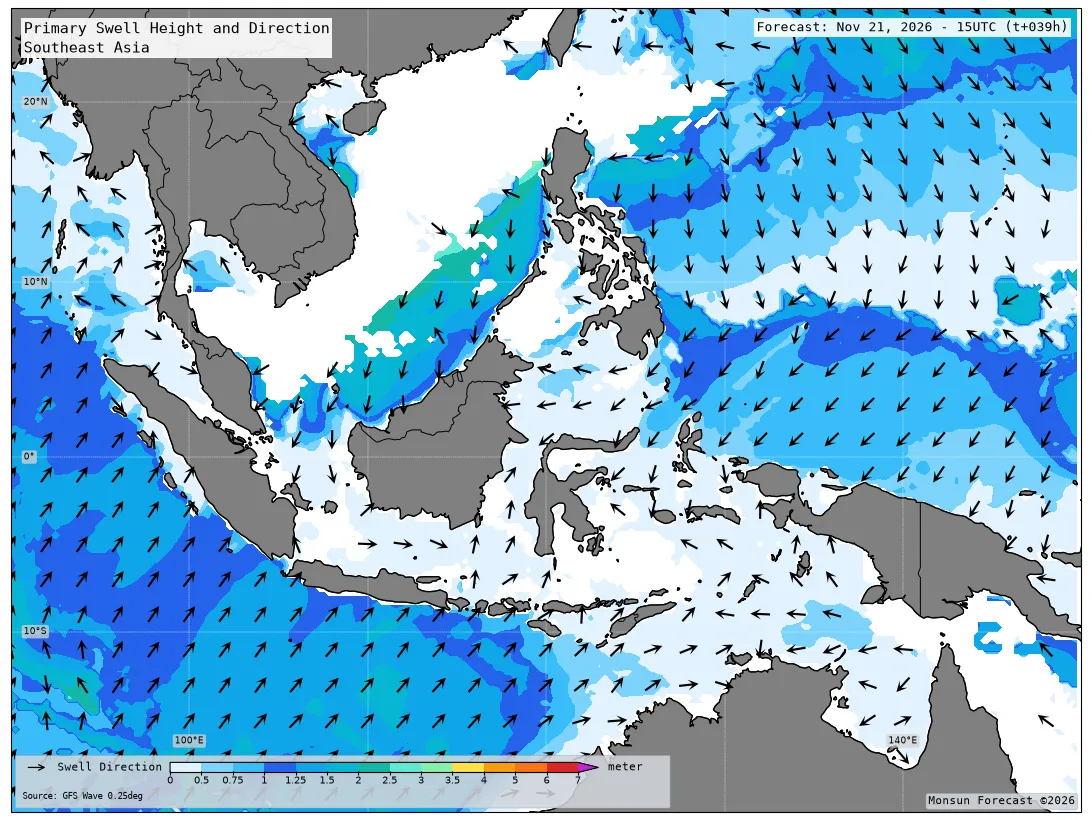 Primary Swell Height and Direction
Southeast Asia
Forecast: Nov 21, 2026 - 15UTC (t+039h)
20°N
10°N
0°
10°S
100°E
140°E
Swell Direction
0 0.5 0.75 1 1.25 1.5 2 2.5 3 3.5 4 5 6 7
meter
Source: GFS Wave 0.25deg
Monsun Forecast ©2026